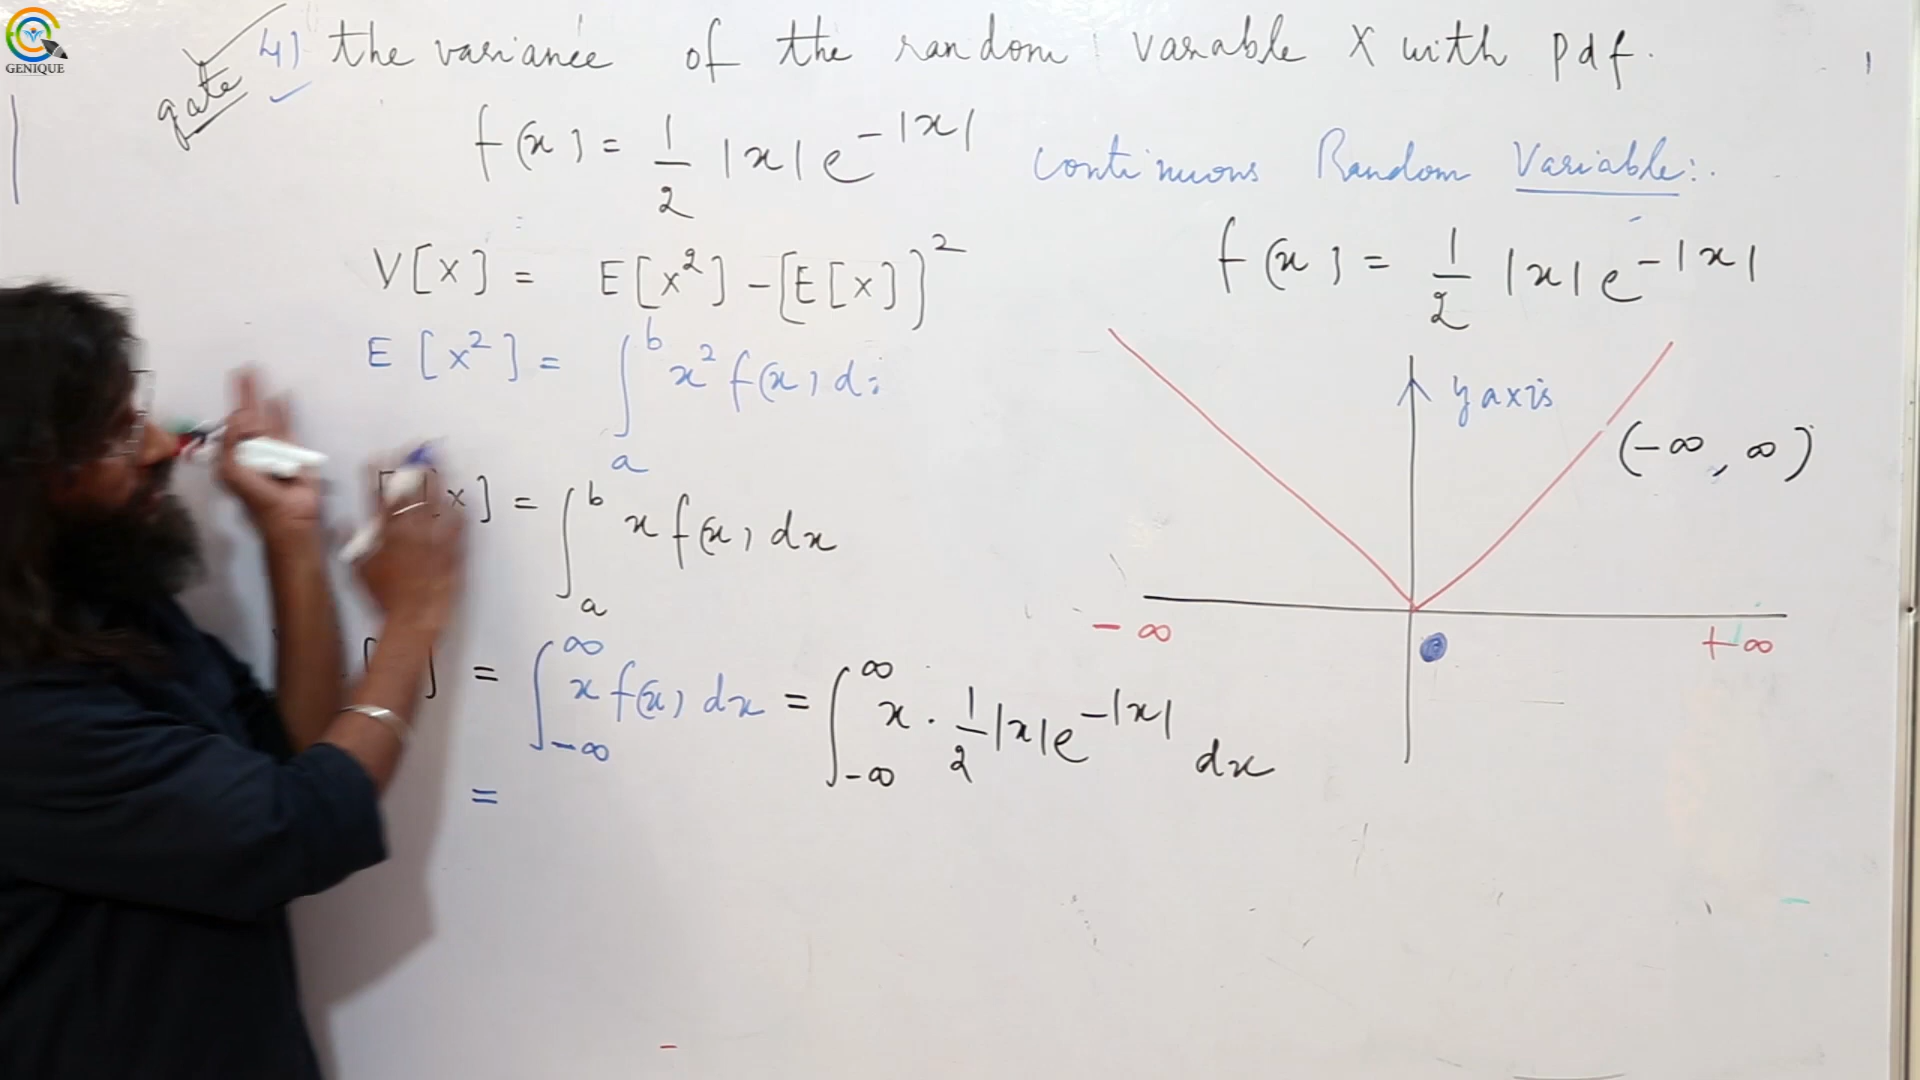 GENIQUE
gate 4) the variance of the random variable X with pdf.
f(x) = 1/2 |x| e^-|x|
continuous Random Variable:.
V[X] = E[X²] - [E[X]]²
f(x) = 1/2 |x| e^-|x|
E[X²] = ∫_a^b x² f(x) d
y axis
(-∞, ∞)
[x] = ∫_a^b x f(x) dx
-∞
+∞
] = ∫_-∞^∞ x f(x) dx = ∫_-∞^∞ x · 1/2 |x| e^-|x| dx
=